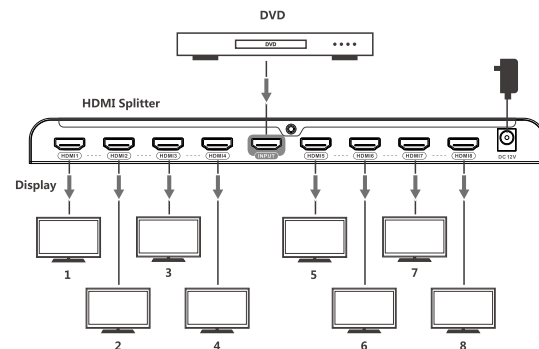 DVD
DVD
HDMI Splitter
HDMI1 HDMI2 HDMI3 HDMI4 INPUT HDMI5 HDMI6 HDMI7 HDMI8 DC 12V
Display
1 3 5 7
2 4 6 8